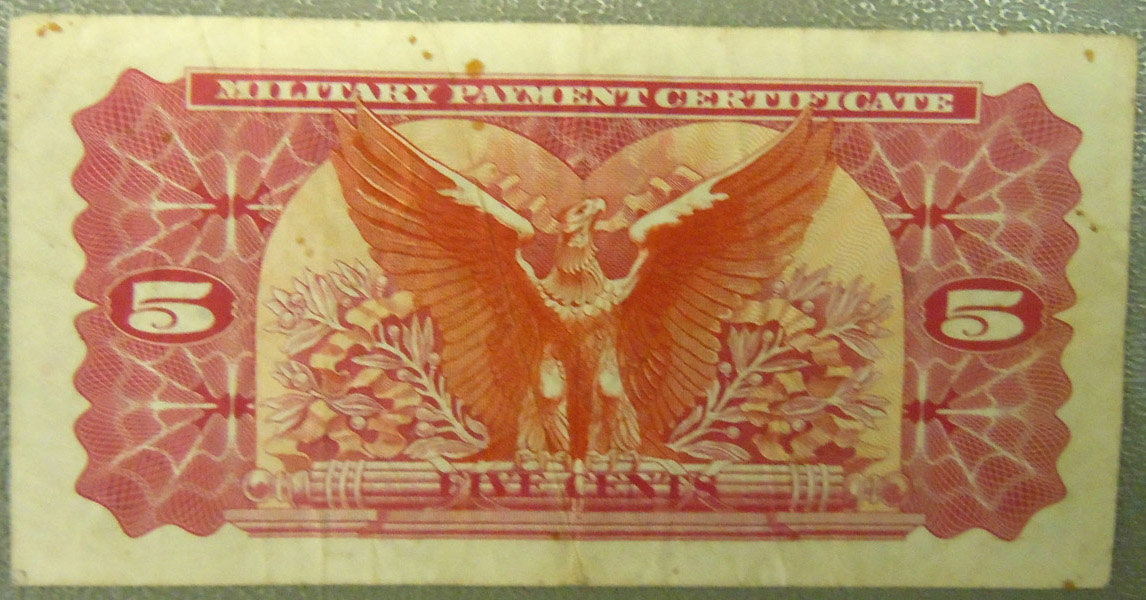 MILITARY PAYMENT CERTIFICATE
5 5
FIVE CENTS